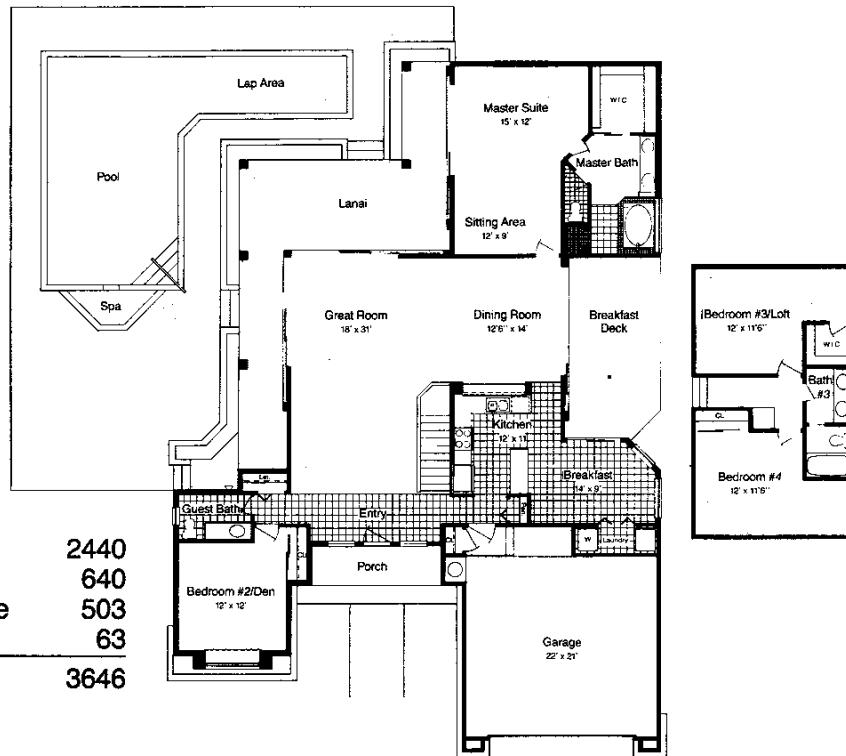 Lap Area
Pool
Spa
Lanai
Master Suite
15' x 12'
WIC
Master Bath
Sitting Area
12' x 9'
Great Room
18' x 31'
Dining Room
12'6" x 14'
Breakfast
Deck
Bedroom #3/Loft
12' x 11'6"
WIC
Bath
#3
CL
Bedroom #4
12' x 11'6"
Kitchen
12' x 11'
Breakfast
14' x 9'
Guest Bath
Entry
CL
CL
W
Laundry
Porch
Bedroom #2/Den
12' x 12'
Garage
22' x 21'
2440
640
e 503
63
3646